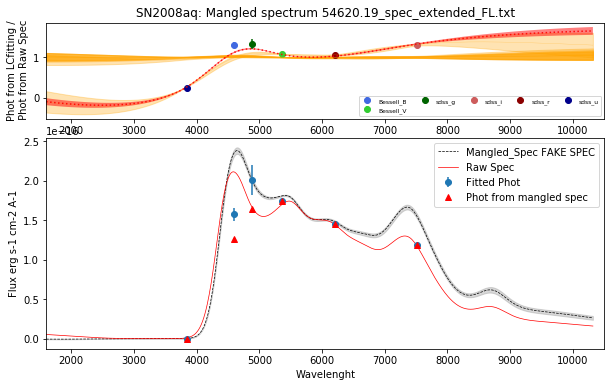 SN2008aq: Mangled spectrum 54620.19_spec_extended_FL.txt
Phot from LCfitting /
Phot from Raw Spec
1
0
Bessell_B
Bessell_V
sdss_g
sdss_i
sdss_r
sdss_u
2000 3000 4000 5000 6000 7000 8000 9000 10000
1e−16
Flux erg s-1 cm-2 A-1
2.5
2.0
1.5
1.0
0.5
0.0
Mangled_Spec FAKE SPEC
Raw Spec
Fitted Phot
Phot from mangled spec
2000 3000 4000 5000 6000 7000 8000 9000 10000
Wavelenght